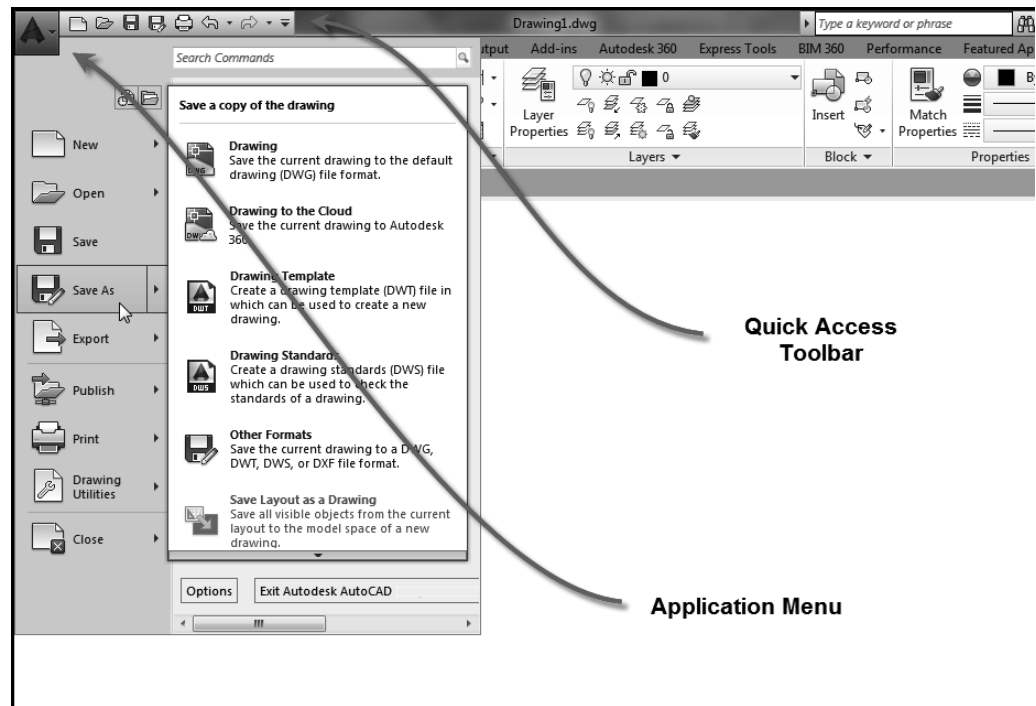 Drawing1.dwg
Type a keyword or phrase
Add-ins Autodesk 360 Express Tools BIM 360 Performance Featured Ap
Search Commands
0
Layer
Properties
Insert
Match
Properties
Layers
Block
Properties
New
Open
Save
Save As
Export
Publish
Print
Drawing
Utilities
Close
Save a copy of the drawing
Drawing
Save the current drawing to the default
drawing (DWG) file format.
Drawing to the Cloud
Save the current drawing to Autodesk
360.
Drawing Template
Create a drawing template (DWT) file in
which can be used to create a new
drawing.
Drawing Standards
Create a drawing standards (DWS) file
which can be used to check the
standards of a drawing.
Other Formats
Save the current drawing to a DWG,
DWT, DWS, or DXF file format.
Save Layout as a Drawing
Save all visible objects from the current
layout to the model space of a new
drawing.
DWG
DWT
DWS
Options
Exit Autodesk AutoCAD
Quick Access
Toolbar
Application Menu